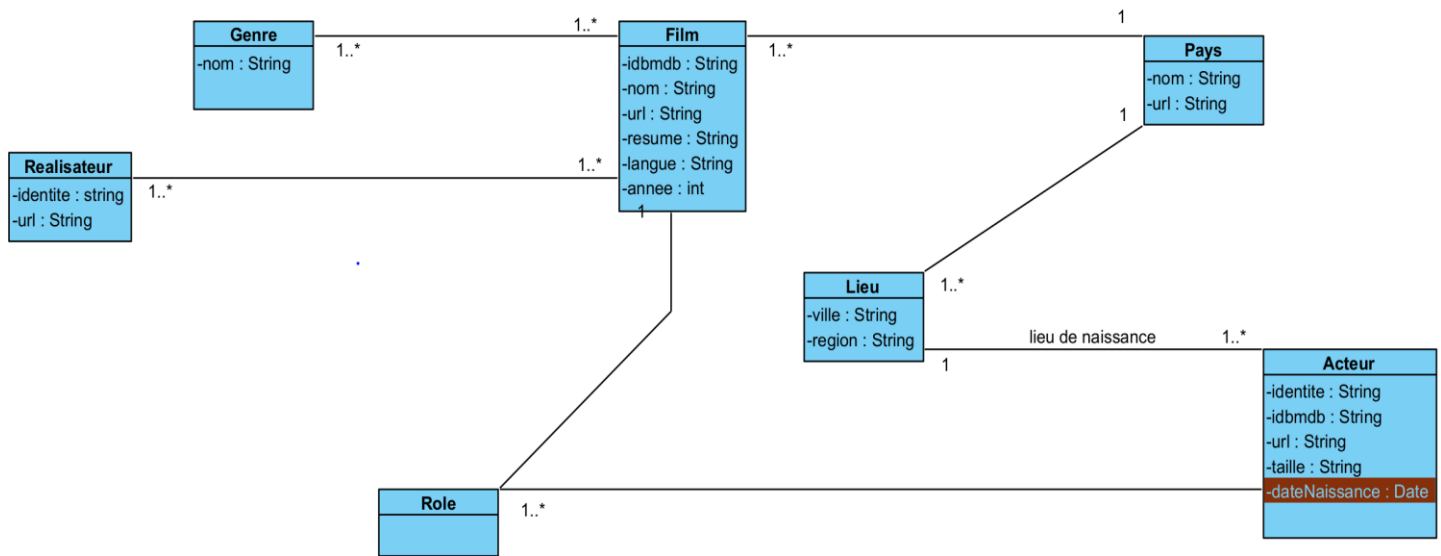 Genre
-nom : String
1..*
1..*
Film
-idbmdb : String
-nom : String
-url : String
-resume : String
-langue : String
-annee : int
1
1..*
1
Pays
-nom : String
-url : String
1
Rèalisateur
-identite : string
-url : String
1..*
1..*
Lieu
-ville : String
-region : String
1..*
lieu de naissance
1
1..*
Acteur
-identite : String
-idbmdb : String
-url : String
-taille : String
-dateNaissance : Date
Role
1..*